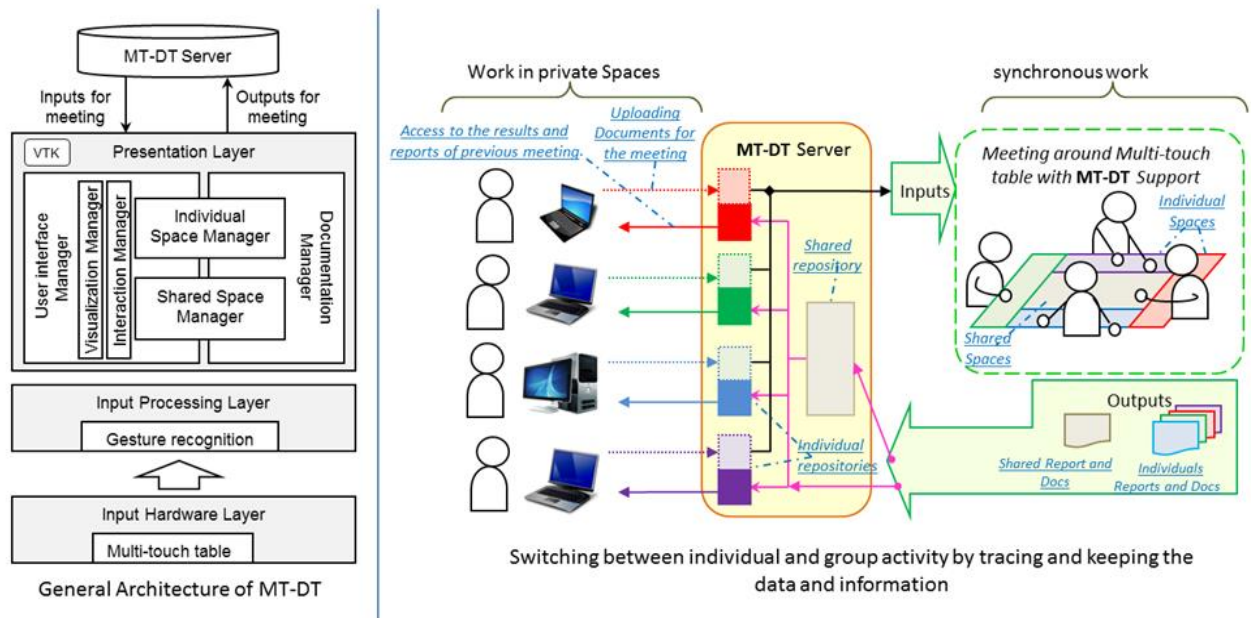 MT-DT Server
Inputs for
meeting
Outputs for
meeting
VTK
Presentation Layer
User interface
Manager
Visualization Manager
Interaction Manager
Individual
Space Manager
Shared Space
Manager
Documentation
Manager
Input Processing Layer
Gesture recognition
Input Hardware Layer
Multi-touch table
General Architecture of MT-DT
Work in private Spaces
synchronous work
Access to the results and
reports of previous meeting
Uploading
Documents for
the meeting
MT-DT Server
Shared
repository
Individual
repositories
Inputs
Meeting around Multi-touch
table with MT-DT Support
Individual
Spaces
Shared
Spaces
Outputs
Shared Report and
Docs
Individuals
Reports and Docs
Switching between individual and group activity by tracing and keeping the
data and information